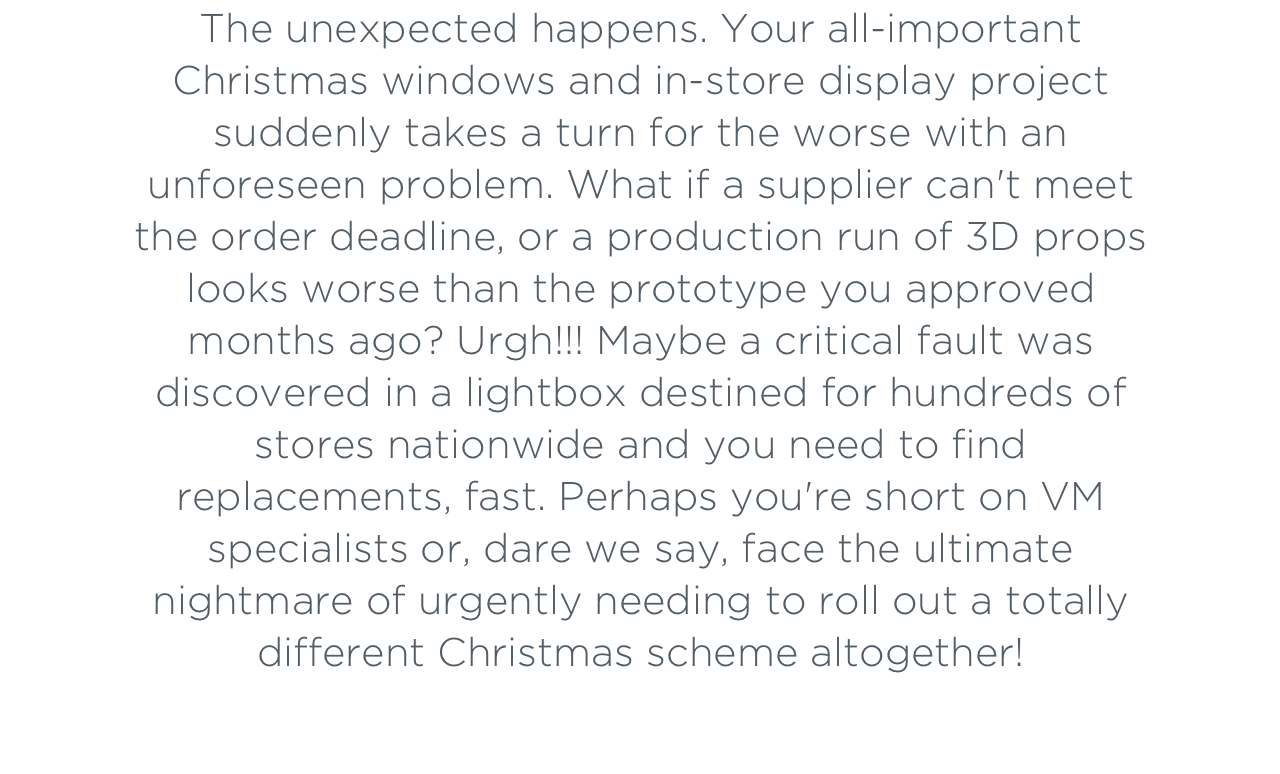 The unexpected happens. Your all-important
Christmas windows and in-store display project
suddenly takes a turn for the worse with an
unforeseen problem. What if a supplier can't meet
the order deadline, or a production run of 3D props
looks worse than the prototype you approved
months ago? Urgh!!! Maybe a critical fault was
discovered in a lightbox destined for hundreds of
stores nationwide and you need to find
replacements, fast. Perhaps you're short on VM
specialists or, dare we say, face the ultimate
nightmare of urgently needing to roll out a totally
different Christmas scheme altogether!